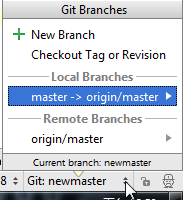 Git Branches
New Branch
Checkout Tag or Revision
Local Branches
master -> origin/master
Remote Branches
origin/master
Current branch: newmaster
8 Git: newmaster